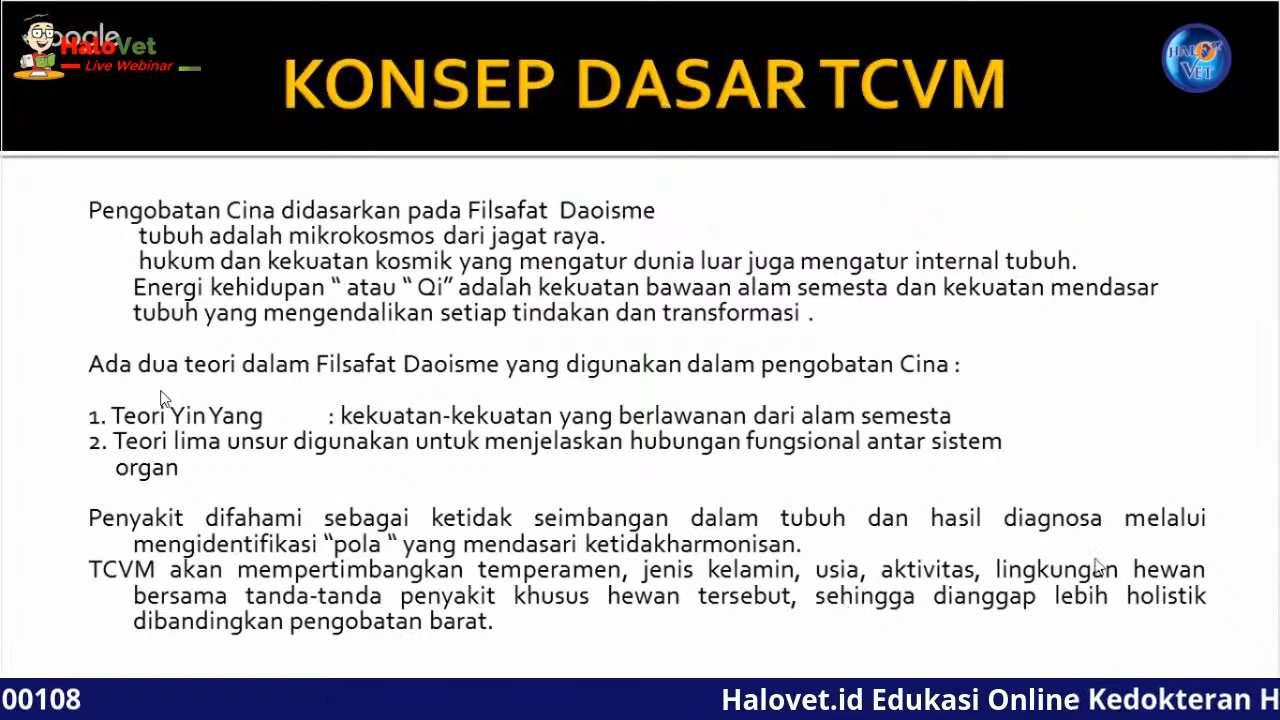 Google
HaloVet
Live Webinar
HALO VET
KONSEP DASAR TCVM
Pengobatan Cina didasarkan pada Filsafat Daoisme
tubuh adalah mikrokosmos dari jagat raya.
hukum dan kekuatan kosmik yang mengatur dunia luar juga mengatur internal tubuh.
Energi kehidupan “ atau “ Qi” adalah kekuatan bawaan alam semesta dan kekuatan mendasar
tubuh yang mengendalikan setiap tindakan dan transformasi .
Ada dua teori dalam Filsafat Daoisme yang digunakan dalam pengobatan Cina :
1. Teori Yin Yang : kekuatan-kekuatan yang berlawanan dari alam semesta
2. Teori lima unsur digunakan untuk menjelaskan hubungan fungsional antar sistem
organ
Penyakit difahami sebagai ketidak seimbangan dalam tubuh dan hasil diagnosa melalui
mengidentifikasi “pola “ yang mendasari ketidakharmonisan.
TCVM akan mempertimbangkan temperamen, jenis kelamin, usia, aktivitas, lingkungan hewan
bersama tanda-tanda penyakit khusus hewan tersebut, sehingga dianggap lebih holistik
dibandingkan pengobatan barat.
00108 Halovet.id Edukasi Online Kedokteran H